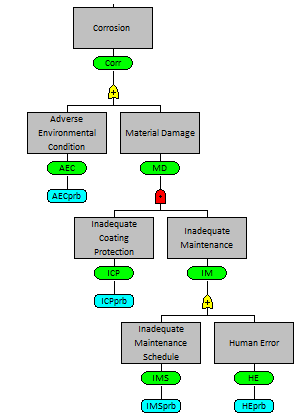 Corrosion
Corr
+
Adverse
Environmental
Condition
Material Damage
AEC
MD
AECprb
Inadequate
Coating
Protection
Inadequate
Maintenance
ICP
IM
ICPprb
+
Inadequate
Maintenance
Schedule
Human Error
IMS
HE
IMSprb
HEprb